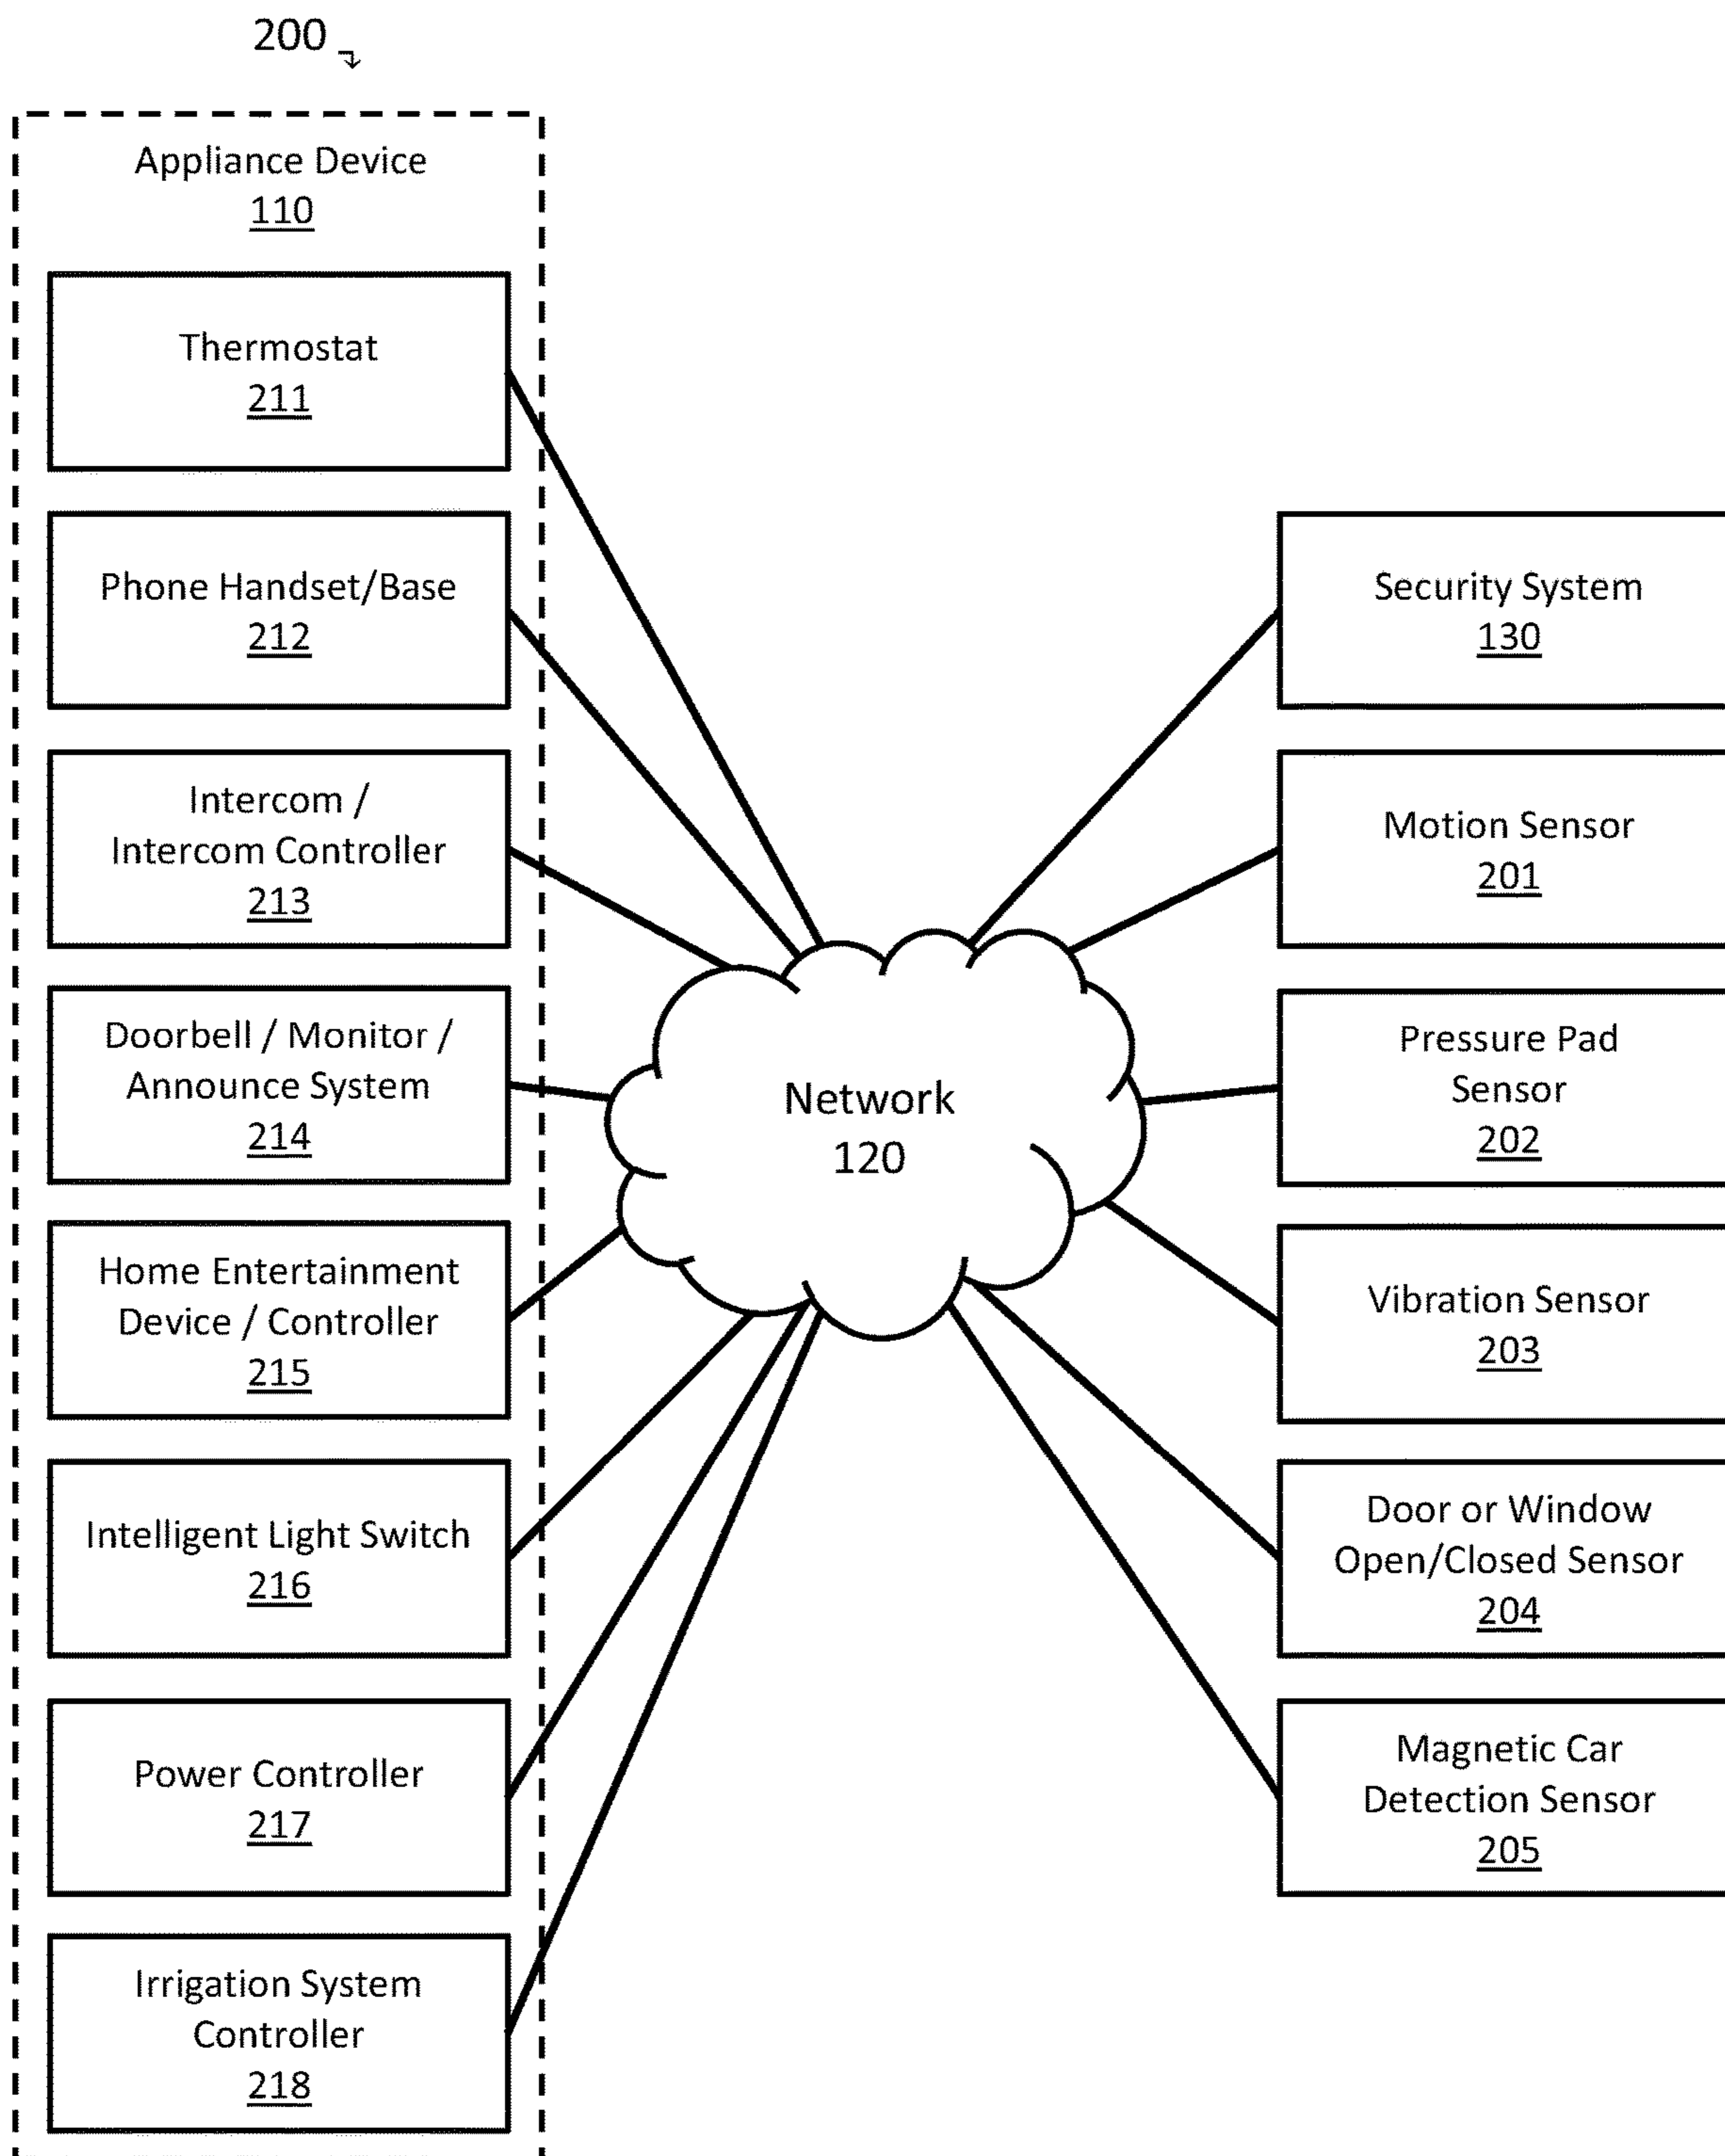 200
Appliance Device
110
Thermostat
211
Phone Handset/Base
212
Intercom /
Intercom Controller
213
Doorbell / Monitor /
Announce System
214
Home Entertainment
Device / Controller
215
Intelligent Light Switch
216
Power Controller
217
Irrigation System
Controller
218
Network
120
Security System
130
Motion Sensor
201
Pressure Pad
Sensor
202
Vibration Sensor
203
Door or Window
Open/Closed Sensor
204
Magnetic Car
Detection Sensor
205